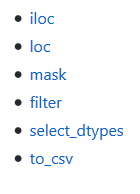 iloc
loc
mask
filter
select_dtypes
to_csv